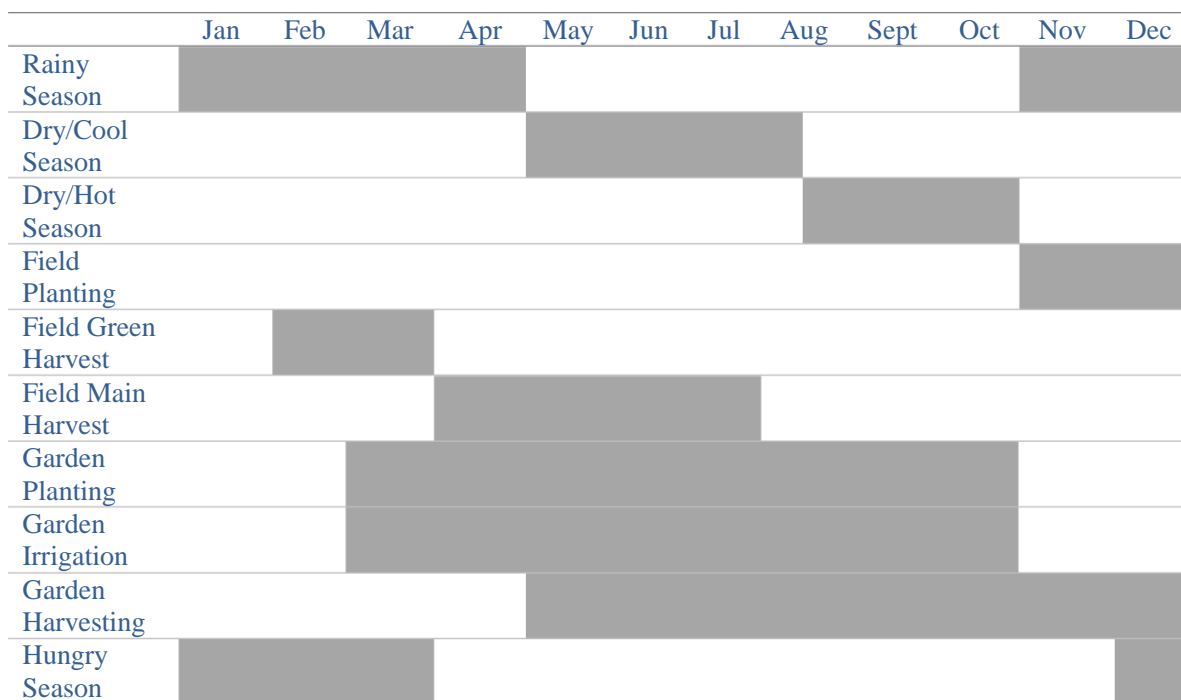 Jan Feb Mar Apr May Jun Jul Aug Sept Oct Nov Dec
Rainy
Season
Dry/Cool
Season
Dry/Hot
Season
Field
Planting
Field Green
Harvest
Field Main
Harvest
Garden
Planting
Garden
Irrigation
Garden
Harvesting
Hungry
Season